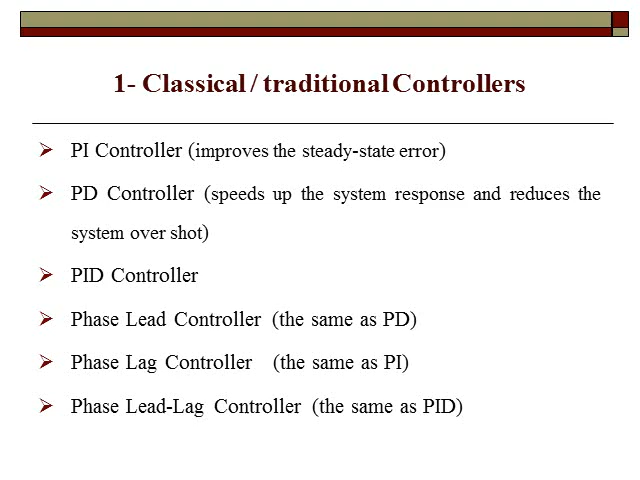 1- Classical / traditional Controllers
PI Controller (improves the steady-state error)
PD Controller (speeds up the system response and reduces the
system over shot)
PID Controller
Phase Lead Controller (the same as PD)
Phase Lag Controller (the same as PI)
Phase Lead-Lag Controller (the same as PID)